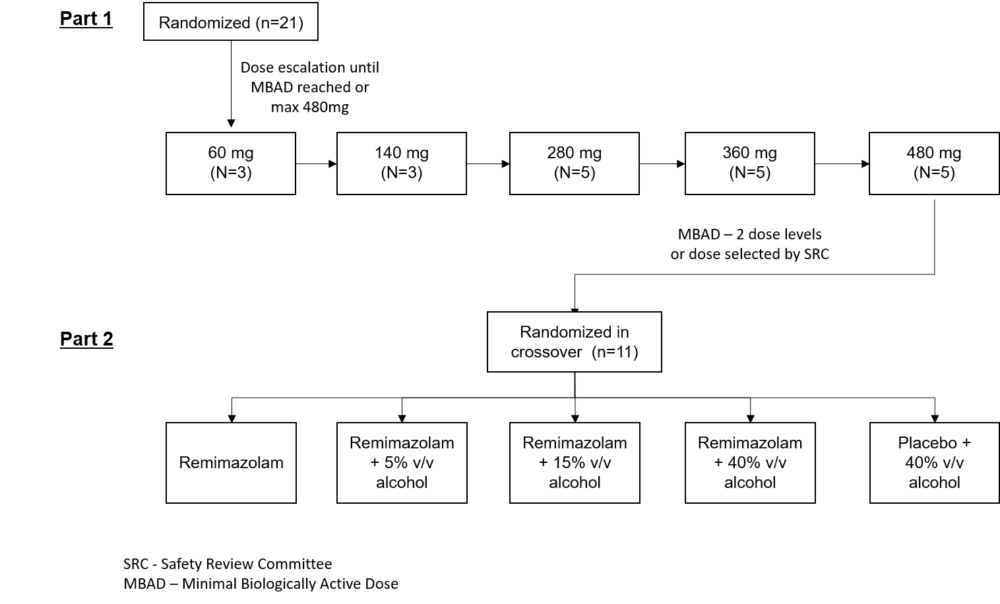 Part 1
Randomized (n=21)
Dose escalation until
MBAD reached or
max 480mg
60 mg
(N=3)
140 mg
(N=3)
280 mg
(N=5)
360 mg
(N=5)
480 mg
(N=5)
MBAD – 2 dose levels
or dose selected by SRC
Part 2
Randomized in
crossover (n=11)
Remimazolam
Remimazolam
+ 5% v/v
alcohol
Remimazolam
+ 15% v/v
alcohol
Remimazolam
+ 40% v/v
alcohol
Placebo +
40% v/v
alcohol
SRC - Safety Review Committee
MBAD – Minimal Biologically Active Dose